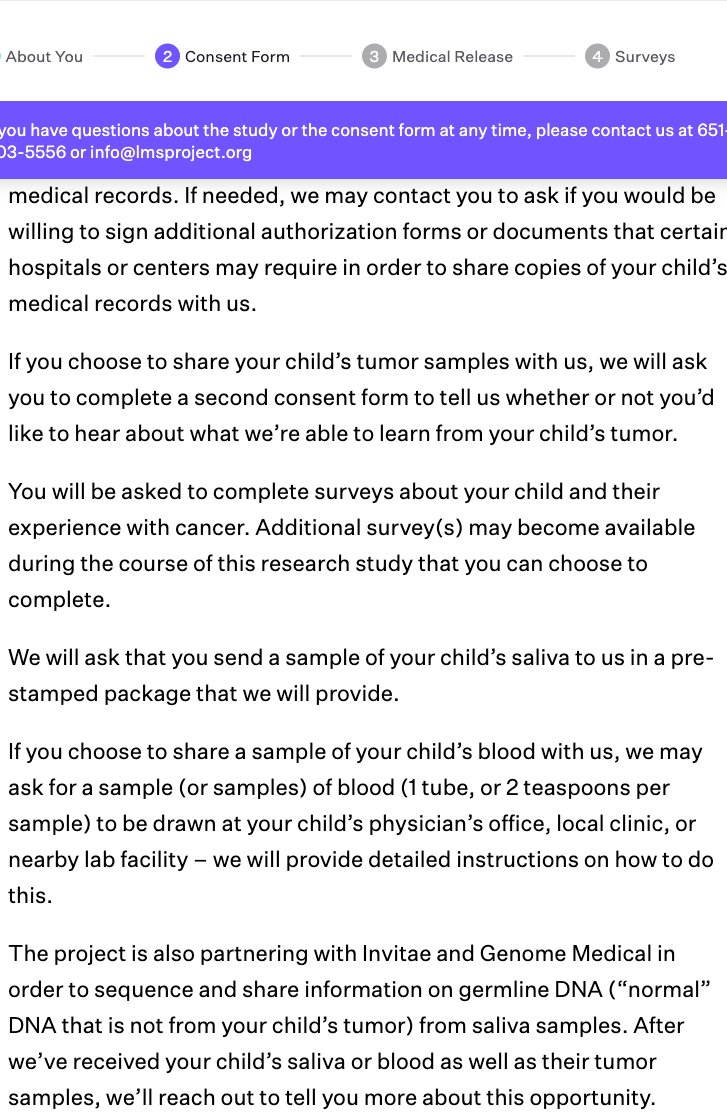 About You
2 Consent Form
3 Medical Release
4 Surveys
you have questions about the study or the consent form at any time, please contact us at 651-
03-5556 or info@lmsproject.org
medical records. If needed, we may contact you to ask if you would be
willing to sign additional authorization forms or documents that certain
hospitals or centers may require in order to share copies of your child’s
medical records with us.
If you choose to share your child’s tumor samples with us, we will ask
you to complete a second consent form to tell us whether or not you’d
like to hear about what we’re able to learn from your child’s tumor.
You will be asked to complete surveys about your child and their
experience with cancer. Additional survey(s) may become available
during the course of this research study that you can choose to
complete.
We will ask that you send a sample of your child’s saliva to us in a pre-
stamped package that we will provide.
If you choose to share a sample of your child’s blood with us, we may
ask for a sample (or samples) of blood (1 tube, or 2 teaspoons per
sample) to be drawn at your child’s physician’s office, local clinic, or
nearby lab facility – we will provide detailed instructions on how to do
this.
The project is also partnering with Invitae and Genome Medical in
order to sequence and share information on germline DNA (“normal”
DNA that is not from your child’s tumor) from saliva samples. After
we’ve received your child’s saliva or blood as well as their tumor
samples, we’ll reach out to tell you more about this opportunity.